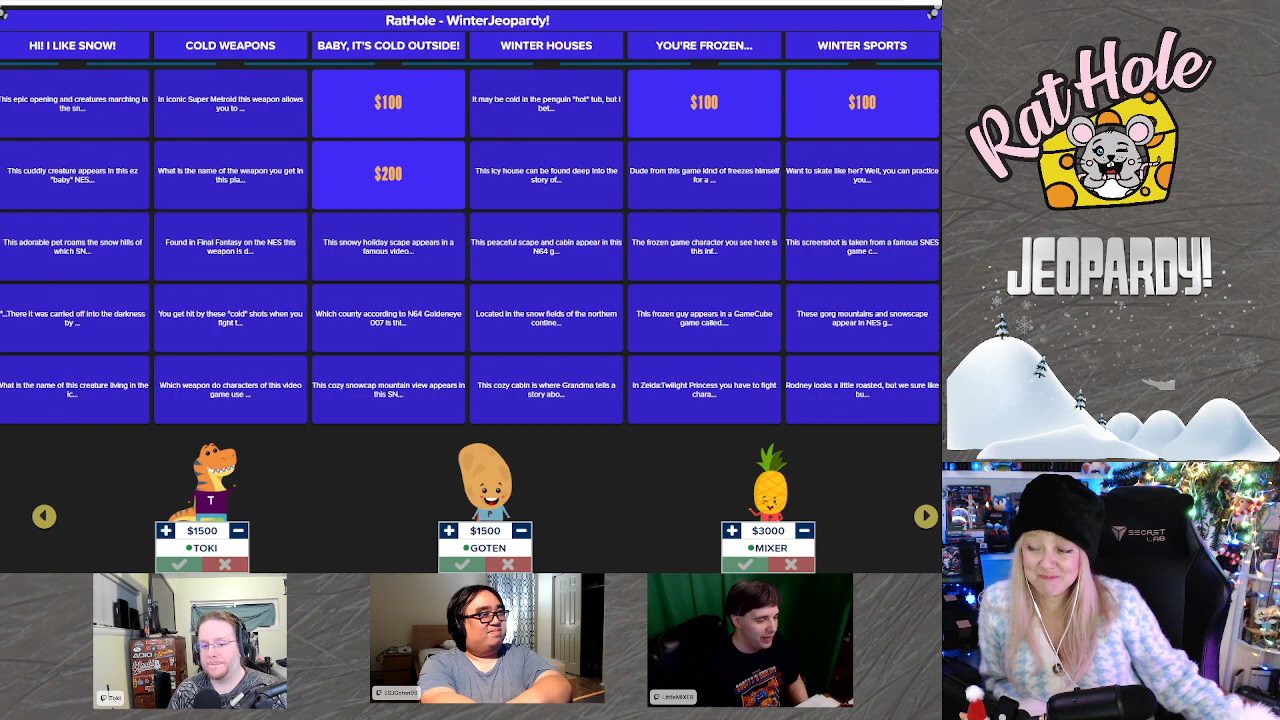 RatHole - WinterJeopardy!
HI! I LIKE SNOW!
COLD WEAPONS
BABY, IT'S COLD OUTSIDE!
WINTER HOUSES
YOU'RE FROZEN...
WINTER SPORTS
This epic opening and creatures marching in
the sn...
In iconic Super Metroid this weapon allows
you to ...
$100
It may be cold in the penguin "hot" tub, but I
bet...
$100
$100
This cuddly creature appears in this ez
"baby" NES...
What is the name of the weapon you get in
this pla...
$200
This icy house can be found deep into the
story of...
Dude from this game kind of freezes himself
for a ...
Want to skate like her? Well, you can practice
you...
This adorable pet roams the snow hills of
which SN...
Found in Final Fantasy on the NES this
weapon is d...
This snowy holiday scape appears in a
famous video...
This peaceful scape and cabin appear in this
N64 g...
The frozen game character you see here is
this inf...
This screenshot is taken from a famous SNES
game c...
"...There it was carried off into the darkness
by ...
You get hit by these "cold" shots when you
fight t...
Which county according to N64 Goldeneye
007 is thi...
Located in the snow fields of the northern
contine...
This frozen guy appears in a GameCube
game called....
These gorg mountains and snowscape
appear in NES g...
What is the name of this creature living in the
ic...
Which weapon do characters of this video
game use ...
This cozy snowcap mountain view appears in
this SN...
This cozy cabin is where Grandma tells a
story abo...
In Zelda:Twilight Princess you have to fight
chara...
Rodney looks a little roasted, but we sure like
bu...
T
P
$1500
TOKI
$1500
GOTEN
$3000
MIXER
Toki
SSJGoten00
LittleMIXER
Rat Hole
JEOPARDY!
SECRET
LAB